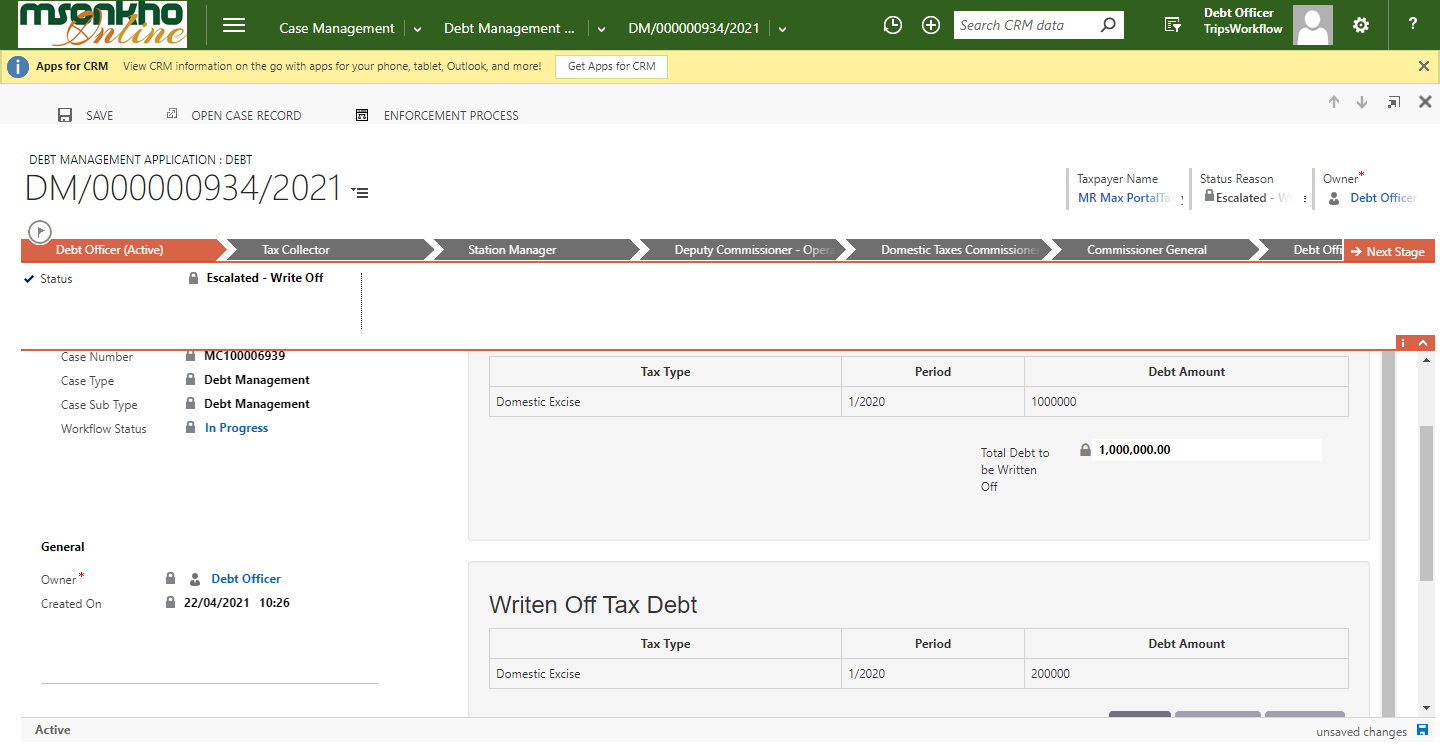 msonkho
Online
Case Management
Debt Management ...
DM/000000934/2021
Search CRM data
Debt Officer
TripsWorkflow
?
i
Apps for CRM View CRM information on the go with apps for your phone, tablet, Outlook, and more! Get Apps for CRM
SAVE OPEN CASE RECORD ENFORCEMENT PROCESS
DEBT MANAGEMENT APPLICATION : DEBT
DM/000000934/2021
Taxpayer Name
MR Max PortalTa
Status Reason
Escalated - W
Owner*
Debt Officer
Debt Officer (Active) Tax Collector Station Manager Deputy Commissioner - Oper Domestic Taxes Commissione Commissioner General Debt Offi Next Stage
Status Escalated - Write Off
i
Case Number MC100006939
Case Type Debt Management
Case Sub Type Debt Management
Workflow Status In Progress
General
Owner* Debt Officer
Created On 22/04/2021 10:26
Tax Type Period Debt Amount
Domestic Excise 1/2020 1000000
Total Debt to
be Written
Off
1,000,000.00
Writen Off Tax Debt
Tax Type Period Debt Amount
Domestic Excise 1/2020 200000
Active unsaved changes